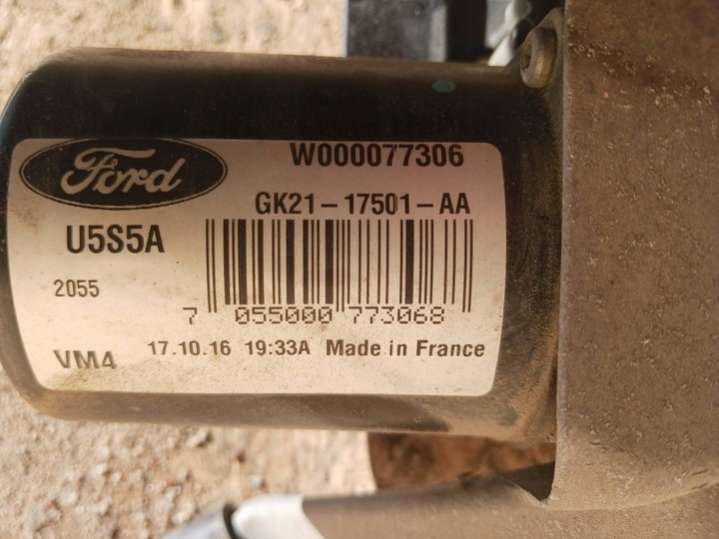 Ford
W000077306
GK21-17501-AA
U5S5A
2055
7 055000 773068
VM4
17.10.16 19:33A Made in France